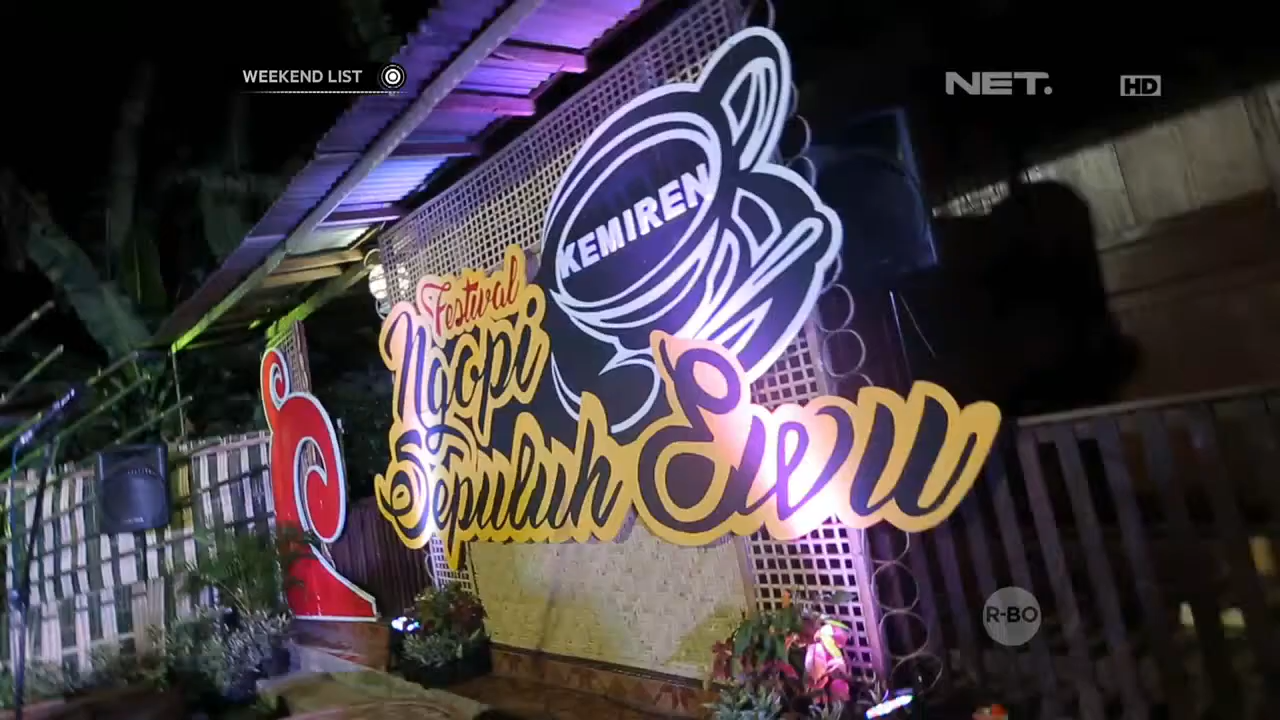 WEEKEND LIST
NET.
HD
KEMIREN
Festival
Ngopi
Sepuluh Ewu
R-BO